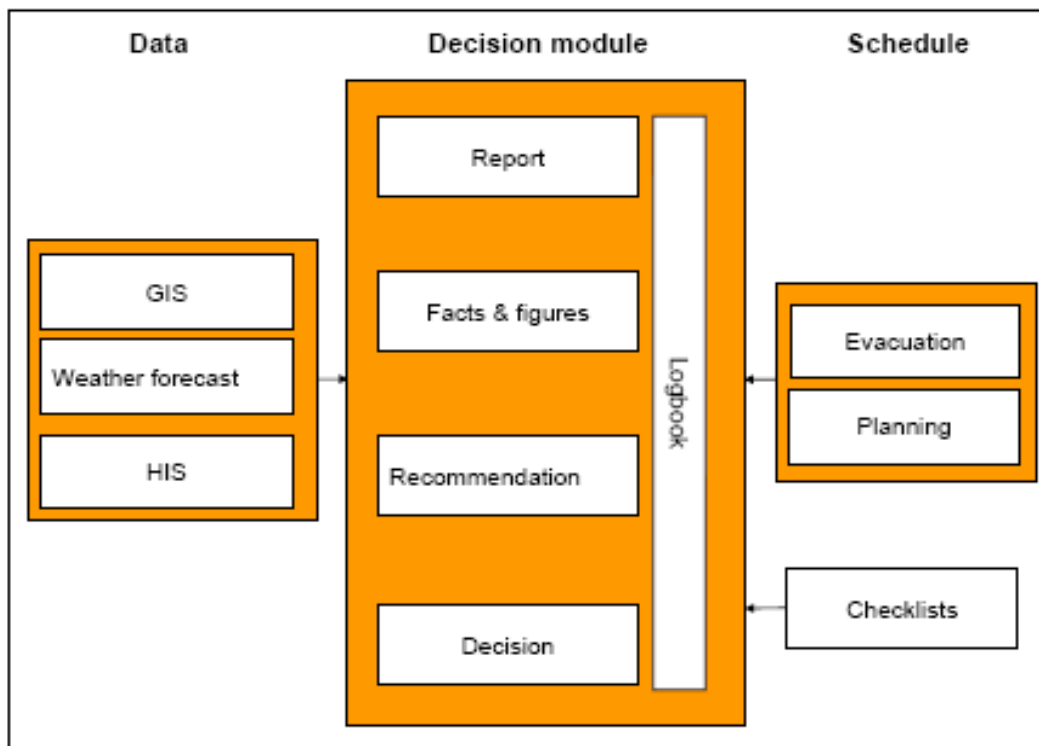 Data
Decision module
Schedule
GIS
Weather forecast
HIS
Report
Facts & figures
Recommendation
Decision
Logbook
Evacuation
Planning
Checklists